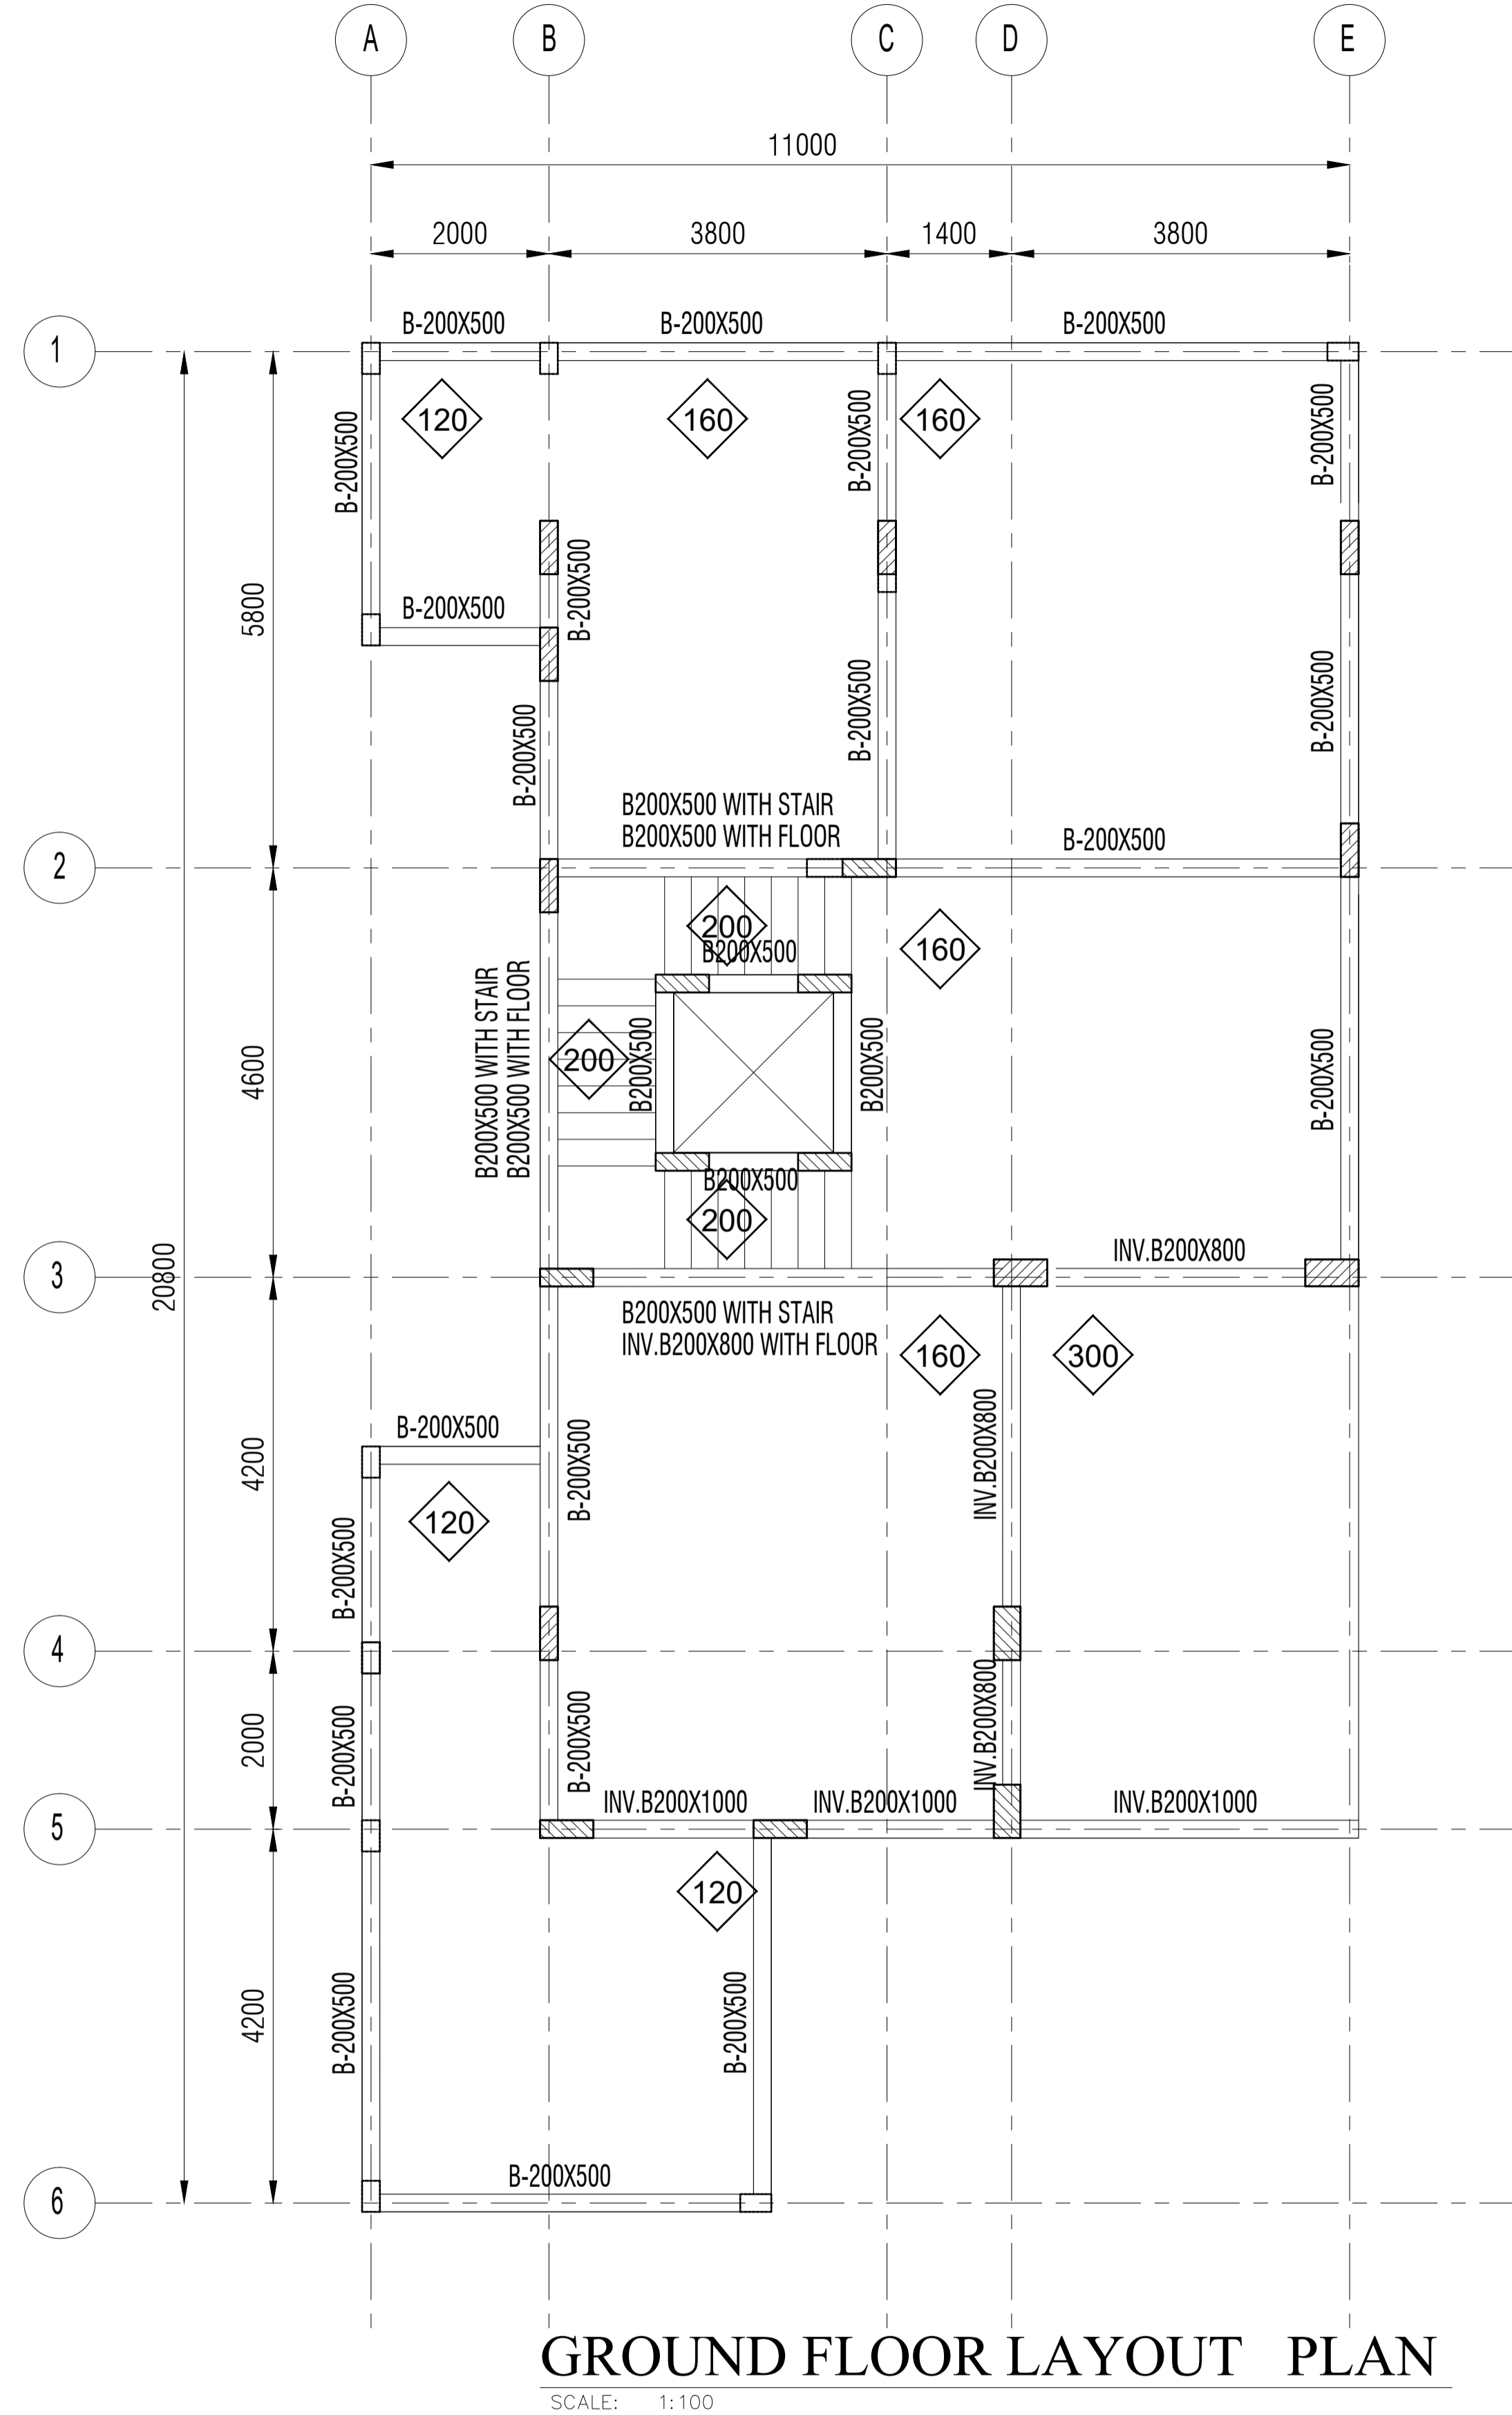 A
B
C
D
E
11000
2000
3800
1400
3800
1
B-200X500
B-200X500
B-200X500
120
160
160
B-200X500
B-200X500
B-200X500
5800
B-200X500
B-200X500
B-200X500
B-200X500
B-200X500
B200X500 WITH STAIR
B200X500 WITH FLOOR
B-200X500
2
200
B200X500
160
B200X500 WITH STAIR
B200X500 WITH FLOOR
4600
200
B200X500
B200X500
B-200X500
B200X500
200
20800
3
INV.B200X800
B200X500 WITH STAIR
INV.B200X800 WITH FLOOR
160
300
4200
B-200X500
B-200X500
INV.B200X800
120
B-200X500
4
INV.B200X800
2000
B-200X500
B-200X500
INV.B200X1000
INV.B200X1000
INV.B200X1000
5
120
4200
B-200X500
B-200X500
B-200X500
6
GROUND FLOOR LAYOUT PLAN
SCALE: 1:100